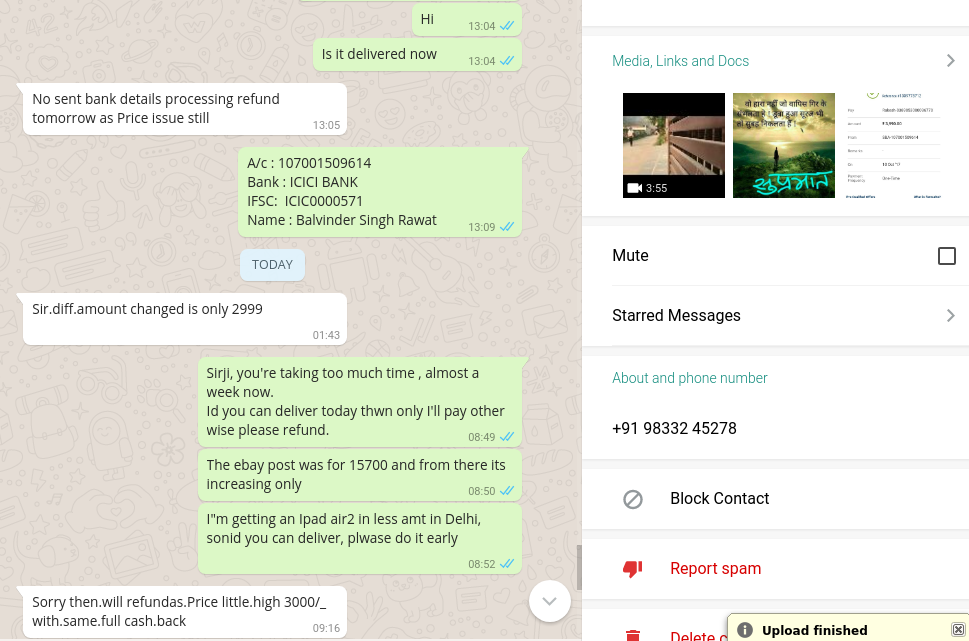 Hi
13:04
Is it delivered now
13:04
No sent bank details processing refund
tomorrow as Price issue still
13:05
A/c : 107001509614
Bank : ICICI BANK
IFSC: ICIC0000571
Name : Balvinder Singh Rawat
13:09
TODAY
Sir.diff.amount changed is only 2999
01:43
Sirji, you're taking too much time , almost a
week now.
Id you can deliver today thwn only I'll pay other
wise please refund.
08:49
The ebay post was for 15700 and from there its
increasing only
08:50
I"m getting an Ipad air2 in less amt in Delhi,
sonid you can deliver, plwase do it early
08:52
Sorry then.will refundas.Price little.high 3000/_
with.same.full cash.back
09:16
Media, Links and Docs
3:55
सुप्रभात
Mute
Starred Messages
About and phone number
+91 98332 45278
Block Contact
Report spam
Delete c
Upload finished